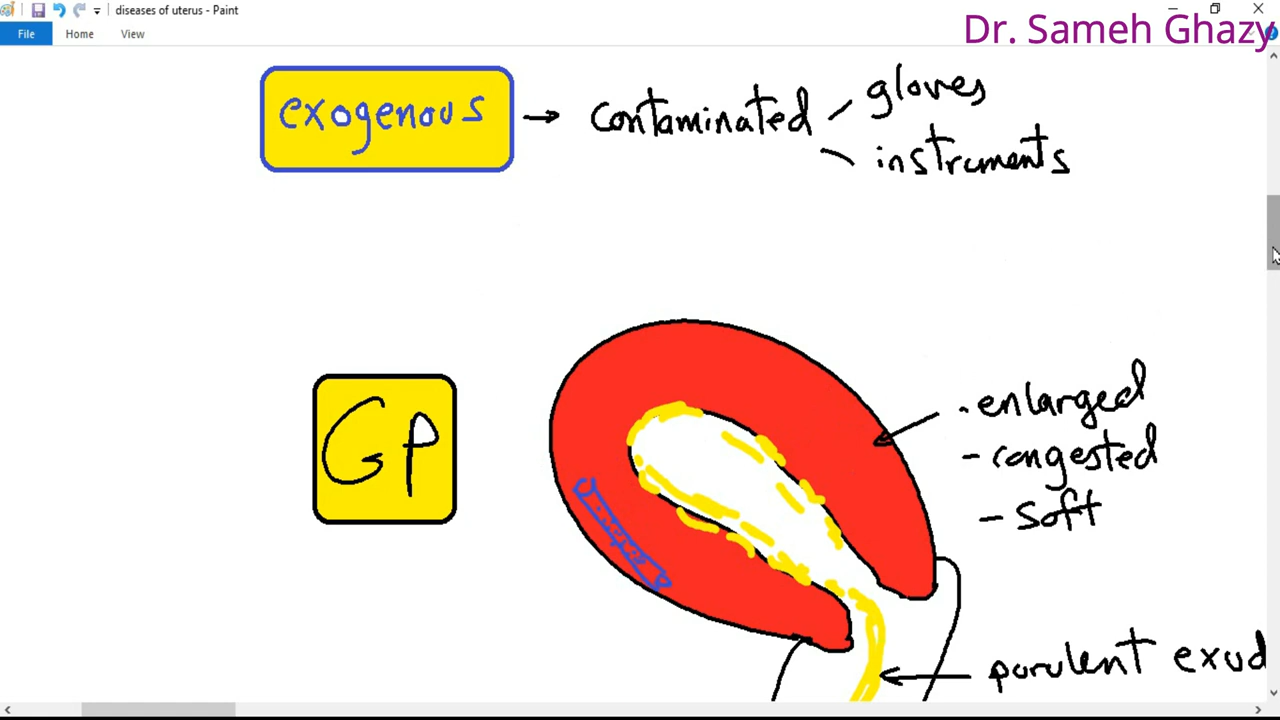 diseases of uterus - Paint
File Home View
Dr. Sameh Ghazy
exogenous → contaminated gloves
instruments
GP
. enlarged
- congested
- soft
purulent exud